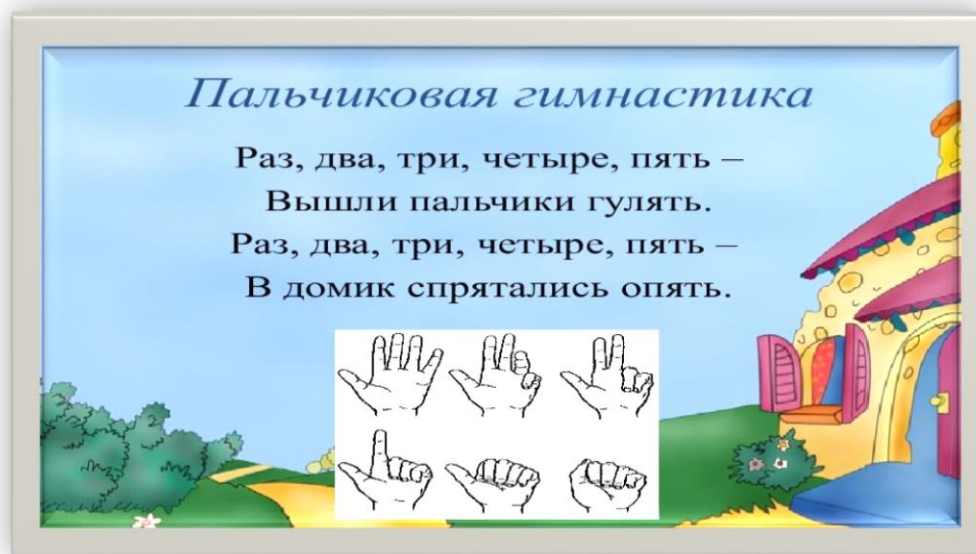 Пальчиковая гимнастика
Раз, два, три, четыре, пять –
Вышли пальчики гулять.
Раз, два, три, четыре, пять –
В домик спрятались опять.